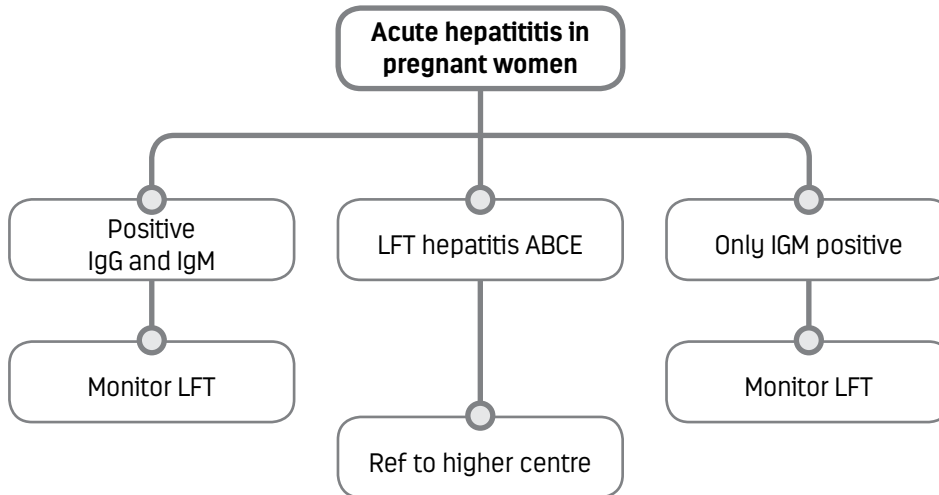 Acute hepatititis in
pregnant women
Positive
IgG and IgM
LFT hepatitis ABCE
Only IGM positive
Monitor LFT
Monitor LFT
Ref to higher centre